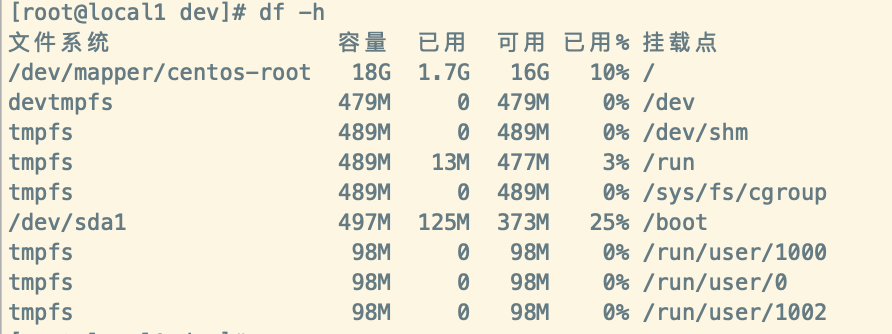 [root@local1 dev]# df -h
文件系统 容量 已用 可用 已用% 挂载点
/dev/mapper/centos-root 18G 1.7G 16G 10% /
devtmpfs 479M 0 479M 0% /dev
tmpfs 489M 0 489M 0% /dev/shm
tmpfs 489M 13M 477M 3% /run
tmpfs 489M 0 489M 0% /sys/fs/cgroup
/dev/sda1 497M 125M 373M 25% /boot
tmpfs 98M 0 98M 0% /run/user/1000
tmpfs 98M 0 98M 0% /run/user/0
tmpfs 98M 0 98M 0% /run/user/1002